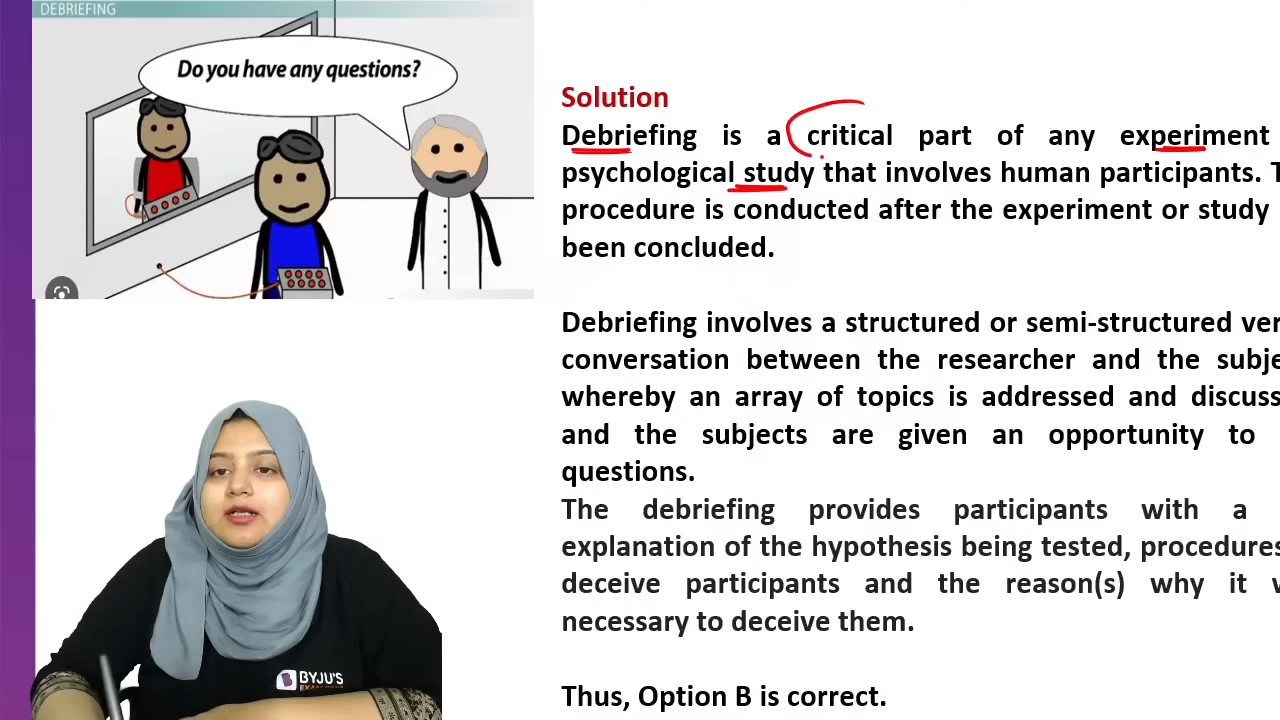 DEBRIEFING
Do you have any questions?
Solution
Debriefing is a critical part of any experiment
psychological study that involves human participants.
procedure is conducted after the experiment or study
been concluded.
Debriefing involves a structured or semi-structured
conversation between the researcher and the
whereby an array of topics is addressed and
and the subjects are given an opportunity to
questions.
The debriefing provides participants with a
explanation of the hypothesis being tested, procedures
deceive participants and the reason(s) why it
necessary to deceive them.
Thus, Option B is correct.
BYJU'S